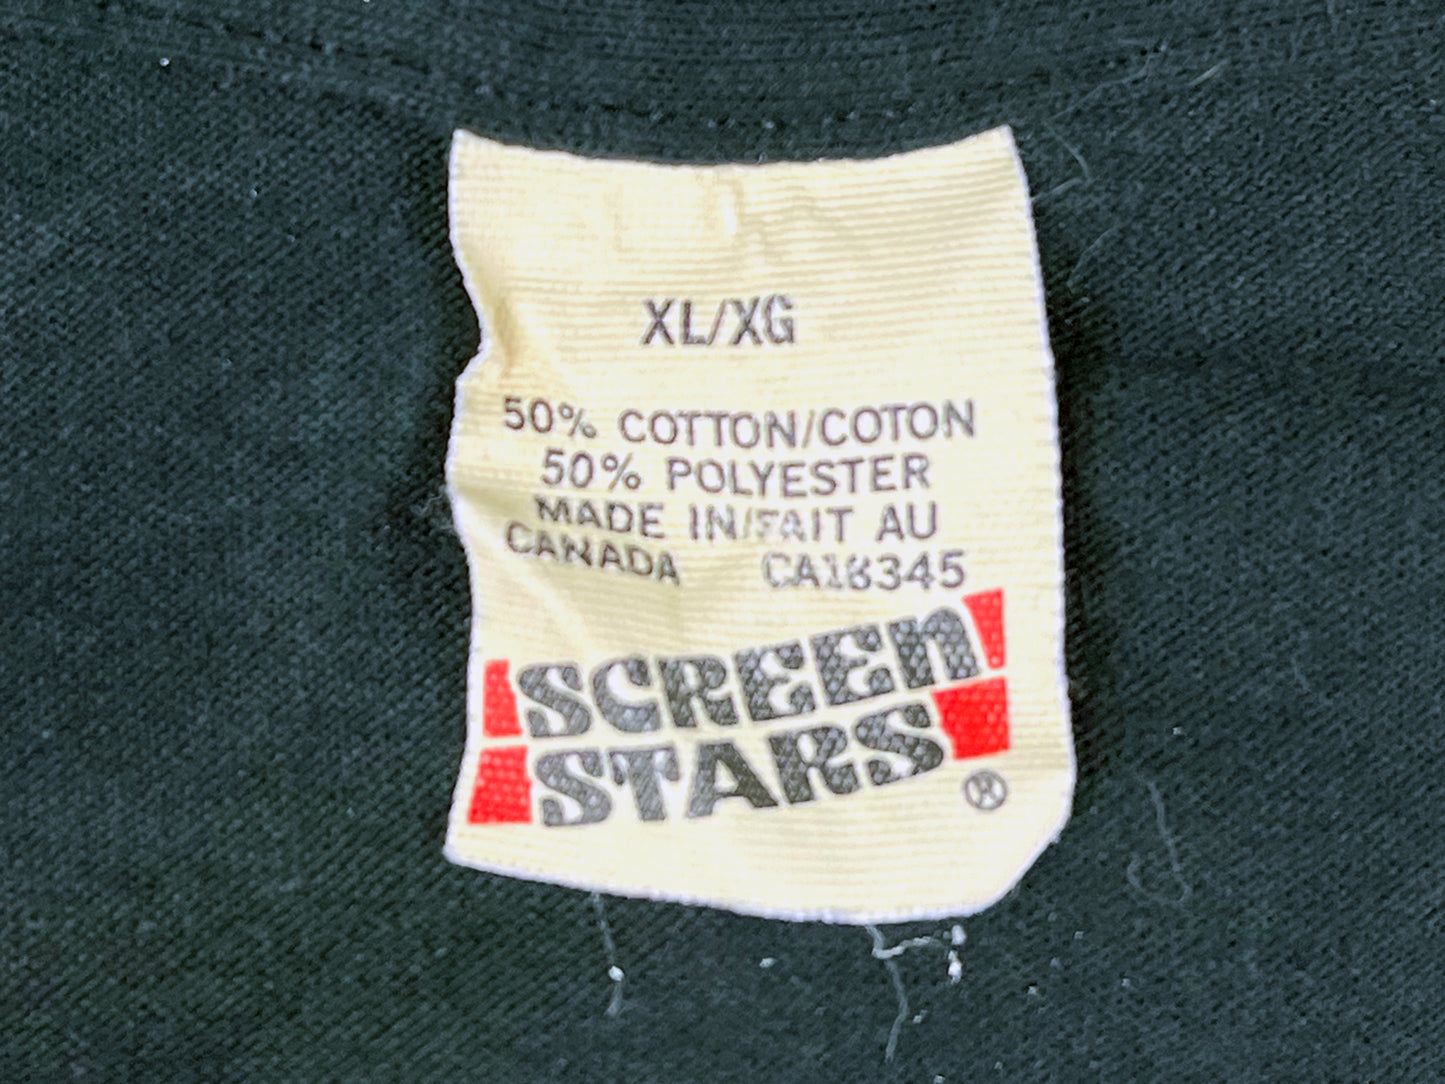 XL/XG
50% COTTON/COTON
50% POLYESTER
MADE IN/FAIT AU
CANADA CA18345
SCREEN
STARS
®